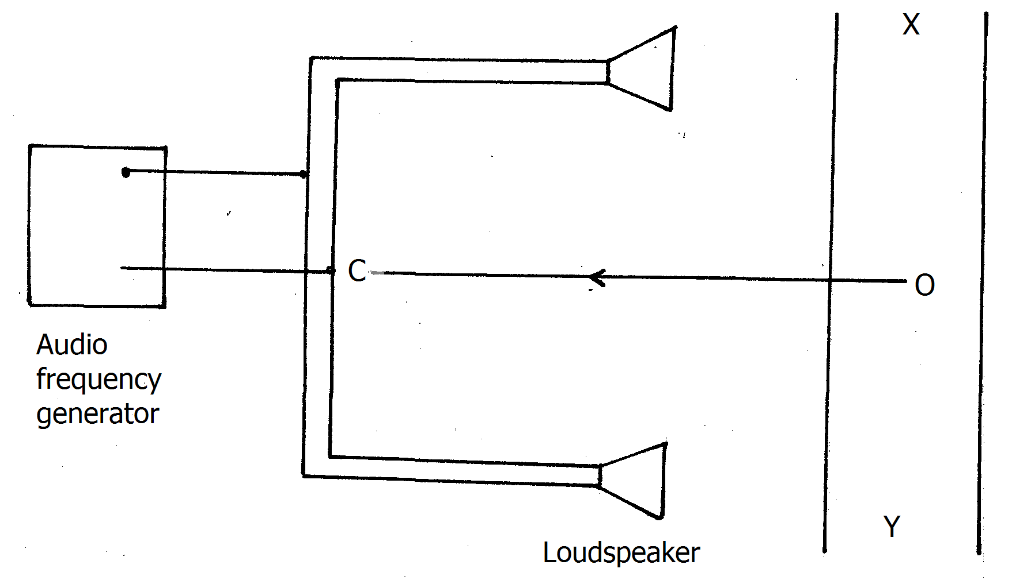 X
C
O
Audio
frequency
generator
Y
Loudspeaker